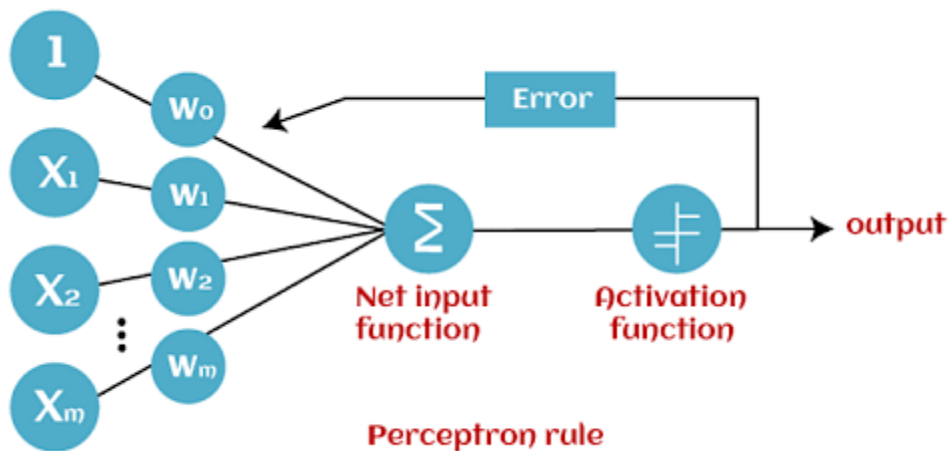 1
w₀
Error
X₁
w₁
Σ
output
X₂
w₂
Net input
function
Activation
function
Xₘ
wₘ
Perceptron rule